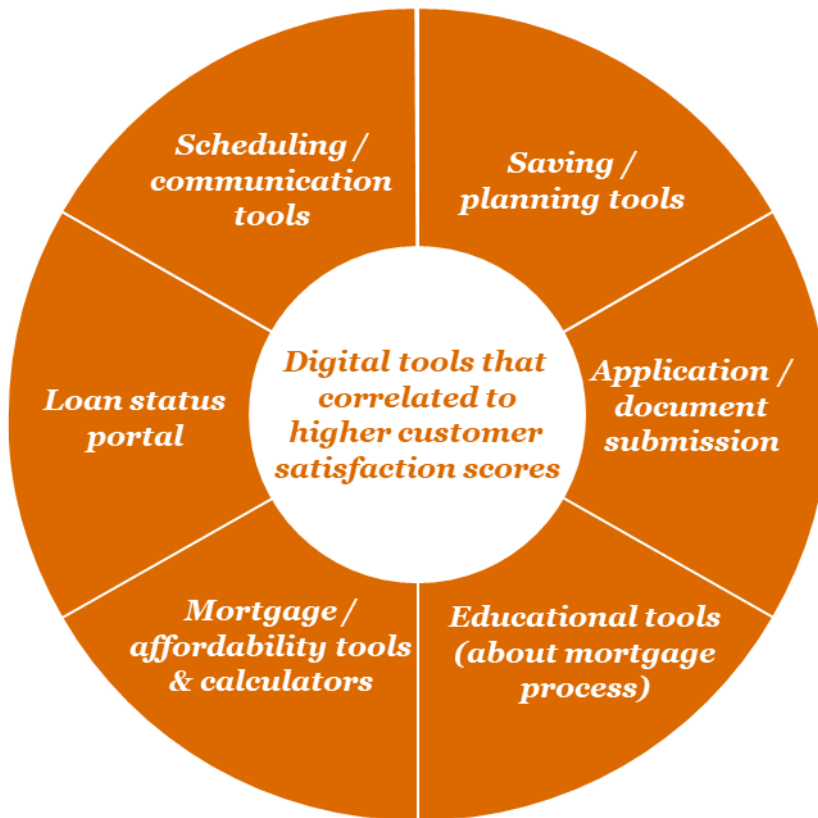 Scheduling /
communication
tools
Saving /
planning tools
Digital tools that
correlated to
higher customer
satisfaction scores
Application /
document
submission
Loan status
portal
Mortgage /
affordability tools
& calculators
Educational tools
(about mortgage
process)